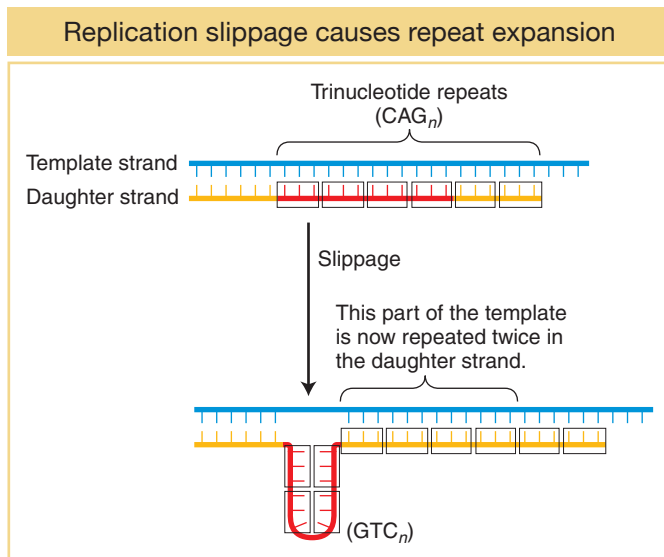 Replication slippage causes repeat expansion
Trinucleotide repeats
(CAGn)
Template strand
Daughter strand
Slippage
This part of the template
is now repeated twice in
the daughter strand.
(GTCn)